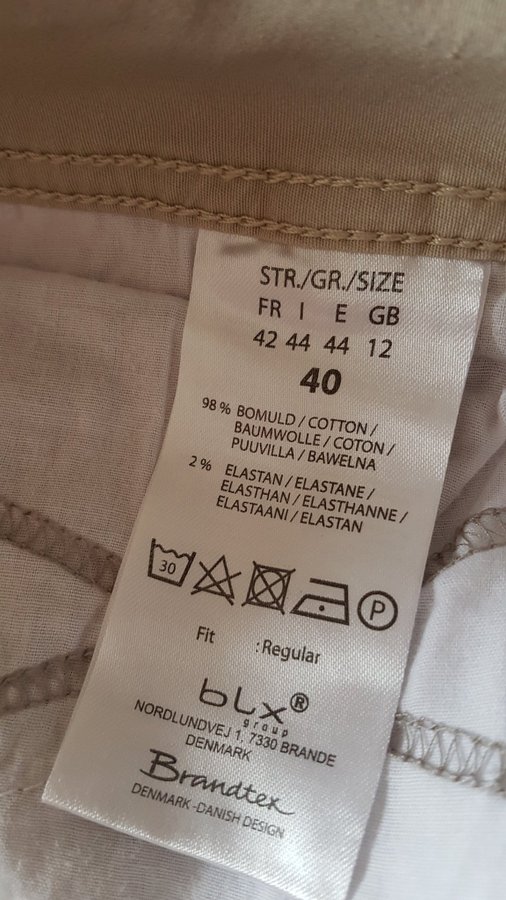 STR./GR./SIZE
FR I E GB
42 44 44 12
40
98 % BOMULD / COTTON /
BAUMWOLLE / COTON /
PUUVILLA / BAWELNA
2 % ELASTAN / ELASTANE /
ELASTHAN / ELASTHANNE /
ELASTAANI / ELASTAN
30 P
Fit : Regular
blx®
group
NORDLUNDVEJ 1, 7330 BRANDE
DENMARK
Brandtex
DENMARK - DANISH DESIGN